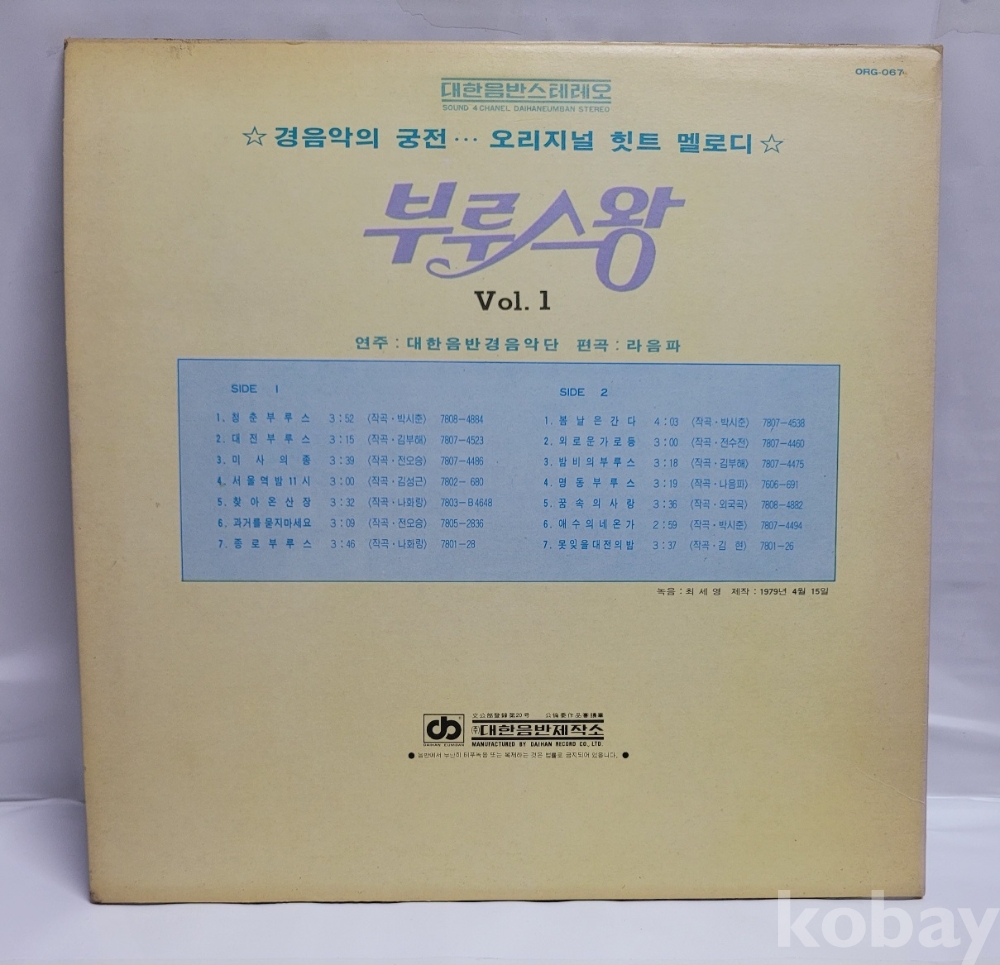 ORG-067
대한음반스테레오
SOUND 4 CHANEL DAIHANEUMBAN STEREO
☆ 경음악의 궁전… 오리지널 힛트 멜로디 ☆
부루스왕
Vol. 1
연주 : 대한음반경음악단 편곡 : 라음파
SIDE 1
1. 청춘부루스 3 : 52 (작곡 · 박시춘) 7808-4884
2. 대전부루스 3 : 15 (작곡 · 김부해) 7807-4523
3. 미사의종 3 : 39 (작곡 · 전오승) 7807-4486
4. 서울역밤11시 3 : 00 (작곡 · 김성근) 7802- 680
5. 찾아온산장 3 : 32 (작곡 · 나화랑) 7803-B4648
6. 과거를묻지마세요 3 : 09 (작곡 · 전오승) 7805-2836
7. 종로부루스 3 : 46 (작곡 · 나화랑) 7801-28
SIDE 2
1. 봄날은간다 4 : 03 (작곡 · 박시춘) 7807-4538
2. 외로운가로등 3 : 00 (작곡 · 전수전) 7807-4460
3. 밤비의부루스 3 : 18 (작곡 · 김부해) 7807-4475
4. 영동부루스 3 : 19 (작곡 · 나음파) 7606-691
5. 꿈속의사랑 3 : 36 (작곡 · 외국곡) 7808-4882
6. 애수의네온가 2 : 59 (작곡 · 박시춘) 7807-4494
7. 못잊을대전의밤 3 : 37 (작곡 · 김 현) 7801-26
녹음 : 최세영 제작 : 1979년 4월 15일
㈜대한음반제작소
DAIHAN EUMBAN
MANUFACTURED BY DAIHAN RECORD CO., LTD.
kobay